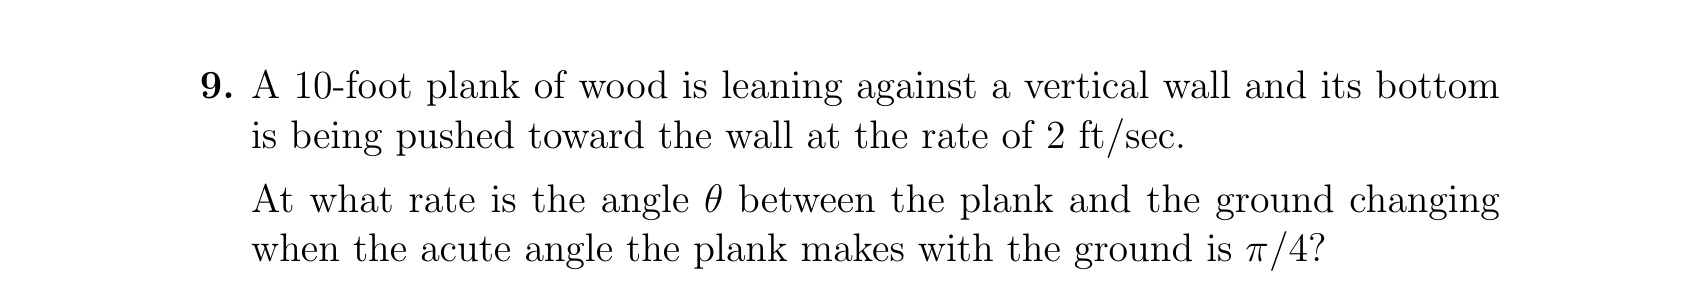 9. A 10-foot plank of wood is leaning against a vertical wall and its bottom
is being pushed toward the wall at the rate of 2 ft/sec.
At what rate is the angle θ between the plank and the ground changing
when the acute angle the plank makes with the ground is π/4?